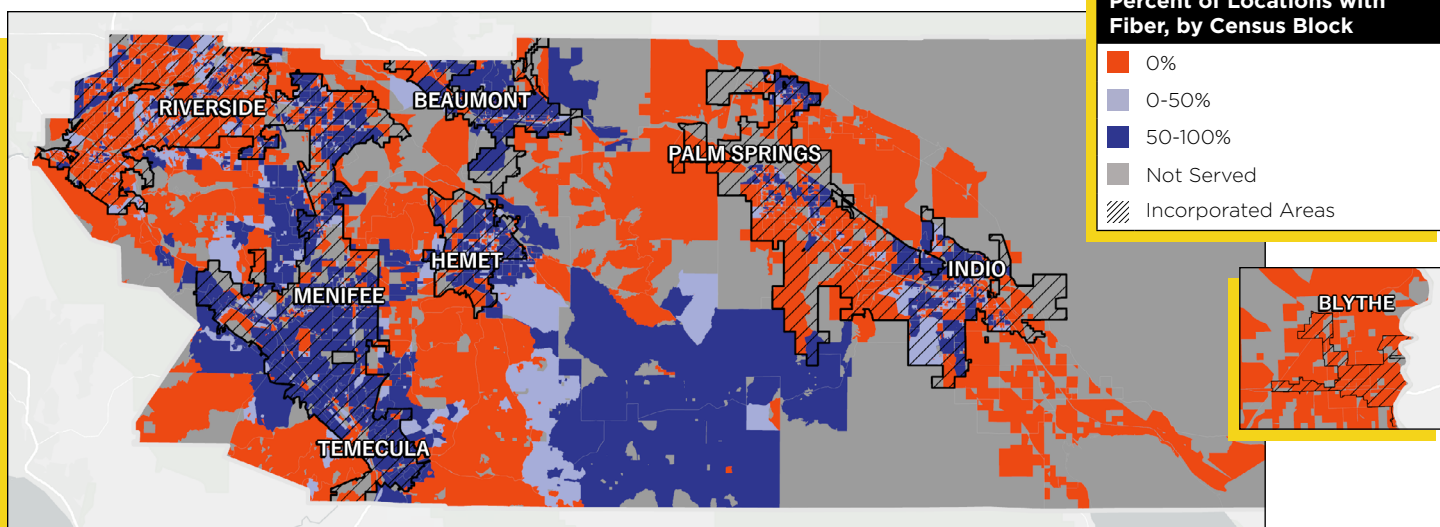 Percent of Locations with
Fiber, by Census Block
0%
0-50%
50-100%
Not Served
Incorporated Areas
RIVERSIDE
BEAUMONT
PALM SPRINGS
HEMET
INDIO
MENIFEE
BLYTHE
TEMECULA